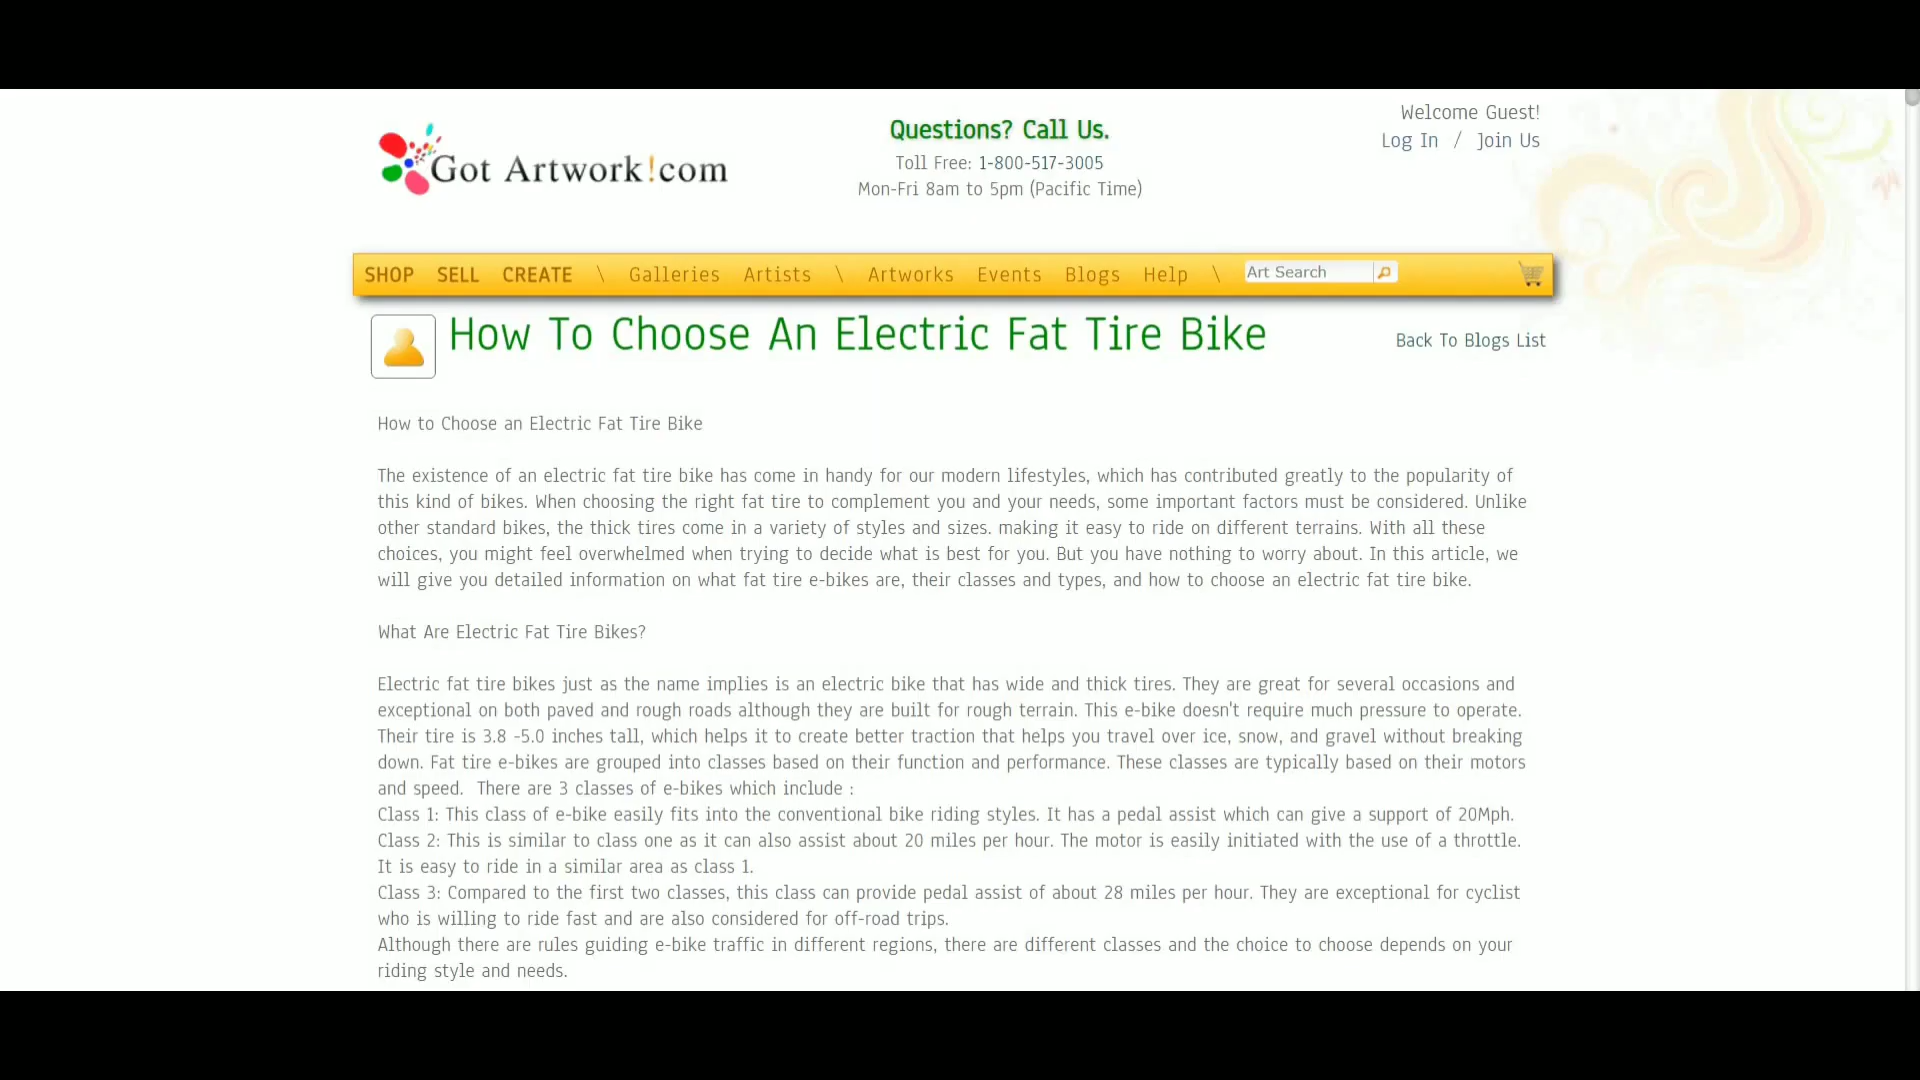 Got Artwork!com
Questions? Call Us.
Toll Free: 1-800-517-3005
Mon-Fri 8am to 5pm (Pacific Time)
Welcome Guest!
Log In / Join Us
SHOP SELL CREATE \ Galleries Artists \ Artworks Events Blogs Help \ Art Search
How To Choose An Electric Fat Tire Bike
Back To Blogs List
How to Choose an Electric Fat Tire Bike
The existence of an electric fat tire bike has come in handy for our modern lifestyles, which has contributed greatly to the popularity of
this kind of bikes. When choosing the right fat tire to complement you and your needs, some important factors must be considered. Unlike
other standard bikes, the thick tires come in a variety of styles and sizes. making it easy to ride on different terrains. With all these
choices, you might feel overwhelmed when trying to decide what is best for you. But you have nothing to worry about. In this article, we
will give you detailed information on what fat tire e-bikes are, their classes and types, and how to choose an electric fat tire bike.
What Are Electric Fat Tire Bikes?
Electric fat tire bikes just as the name implies is an electric bike that has wide and thick tires. They are great for several occasions and
exceptional on both paved and rough roads although they are built for rough terrain. This e-bike doesn't require much pressure to operate.
Their tire is 3.8 -5.0 inches tall, which helps it to create better traction that helps you travel over ice, snow, and gravel without breaking
down. Fat tire e-bikes are grouped into classes based on their function and performance. These classes are typically based on their motors
and speed.  There are 3 classes of e-bikes which include :
Class 1: This class of e-bike easily fits into the conventional bike riding styles. It has a pedal assist which can give a support of 20Mph.
Class 2: This is similar to class one as it can also assist about 20 miles per hour. The motor is easily initiated with the use of a throttle.
It is easy to ride in a similar area as class 1.
Class 3: Compared to the first two classes, this class can provide pedal assist of about 28 miles per hour. They are exceptional for cyclist
who is willing to ride fast and are also considered for off-road trips.
Although there are rules guiding e-bike traffic in different regions, there are different classes and the choice to choose depends on your
riding style and needs.